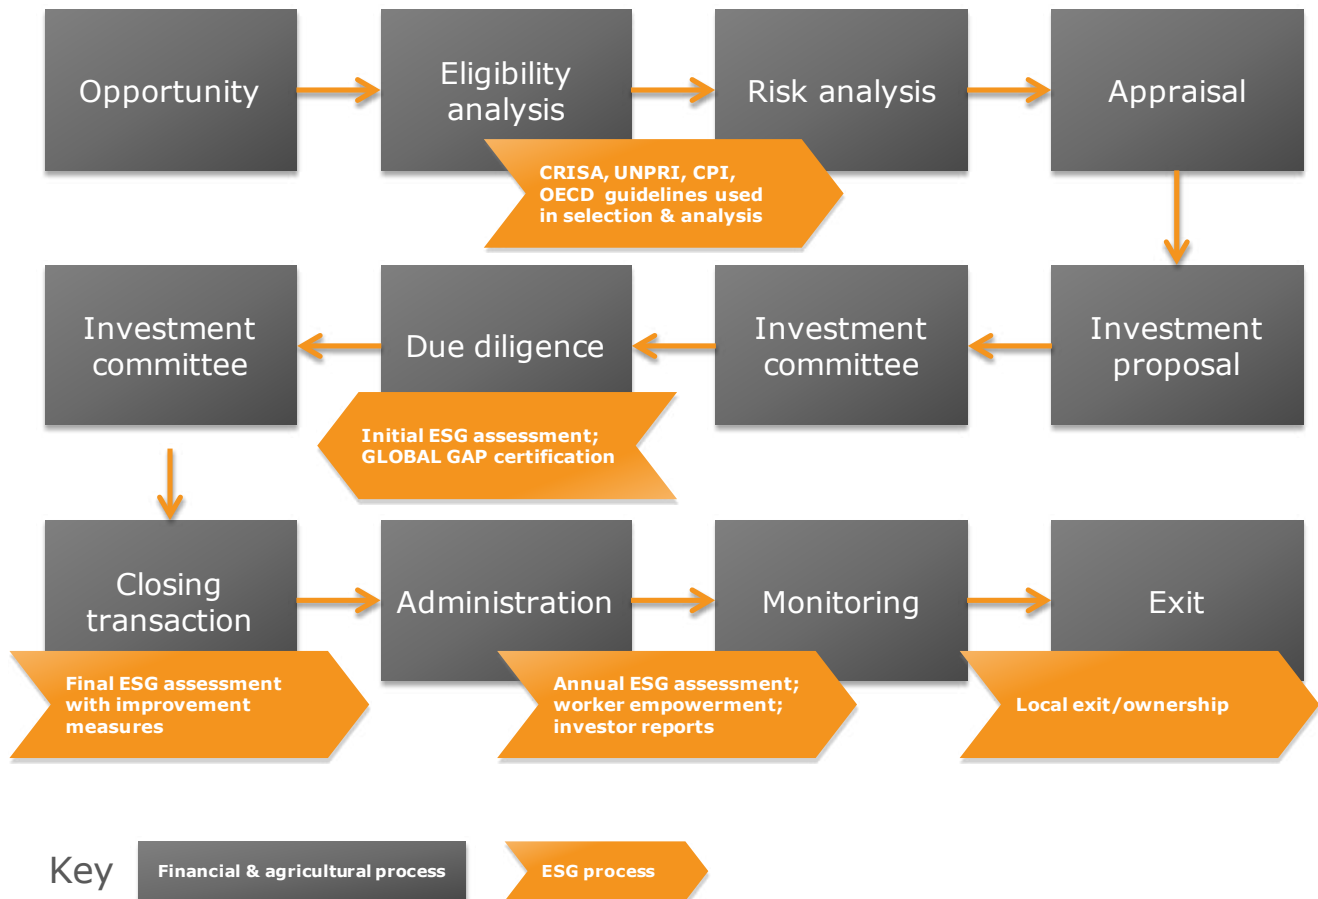 Opportunity
Eligibility
analysis
Risk analysis
Appraisal
CRISA, UNPRI, CPI,
OECD guidelines used
in selection & analysis
Investment
committee
Due diligence
Investment
committee
Investment
proposal
Initial ESG assessment;
GLOBAL GAP certification
Closing
transaction
Administration
Monitoring
Exit
Final ESG assessment
with improvement
measures
Annual ESG assessment;
worker empowerment;
investor reports
Local exit/ownership
Key
Financial & agricultural process
ESG process